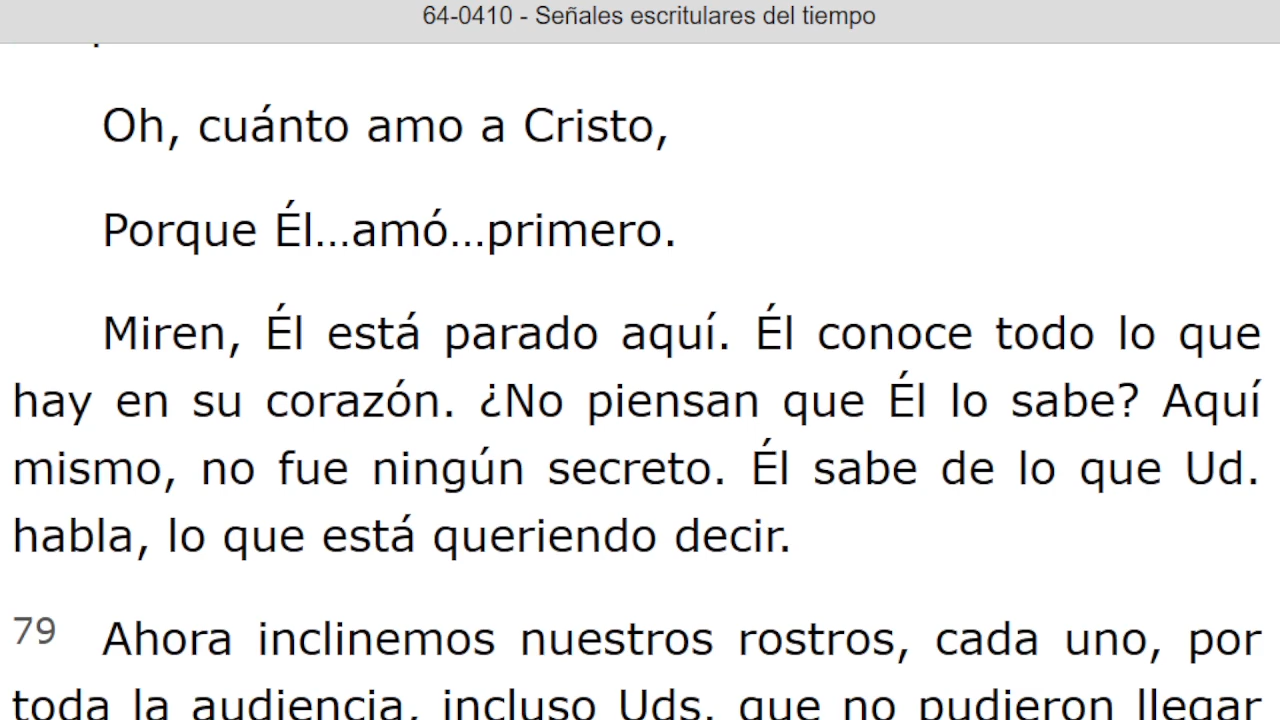 64-0410 - Señales escritulares del tiempo
Oh, cuánto amo a Cristo,
Porque Él...amó...primero.
Miren, Él está parado aquí. Él conoce todo lo que
hay en su corazón. ¿No piensan que Él lo sabe? Aquí
mismo, no fue ningún secreto. Él sabe de lo que Ud.
habla, lo que está queriendo decir.
79 Ahora inclinemos nuestros rostros, cada uno, por
toda la audiencia, incluso Uds. que no pudieron llegar